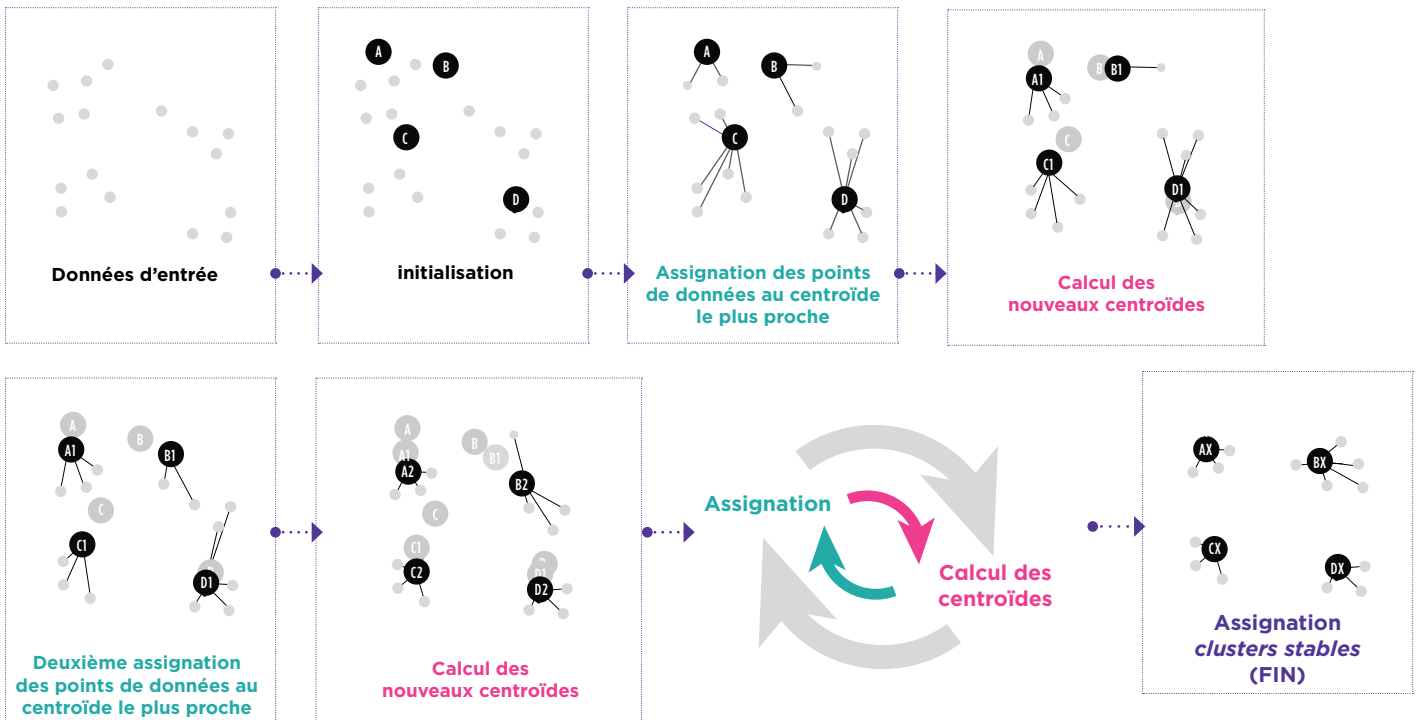 Données d'entrée
A
B
C
D
initialisation
A
B
C
D
Assignation des points
de données au centroïde
le plus proche
A
A1
B
B1
C
C1
D1
Calcul des
nouveaux centroïdes
A
A1
B
B1
C
C1
D1
Deuxième assignation
des points de données au
centroïde le plus proche
A
A1
A2
B
B1
B2
C
C1
C2
D
D1
D2
Calcul des
nouveaux centroïdes
Assignation
Calcul des
centroïdes
AX
BX
CX
DX
Assignation
clusters stables
(FIN)